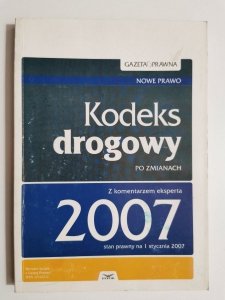 GAZETA PRAWNA
NOWE PRAWO
Kodeks
drogowy
PO ZMIANACH
Z komentarzem eksperta
2007
stan prawny na 1 stycznia 2007